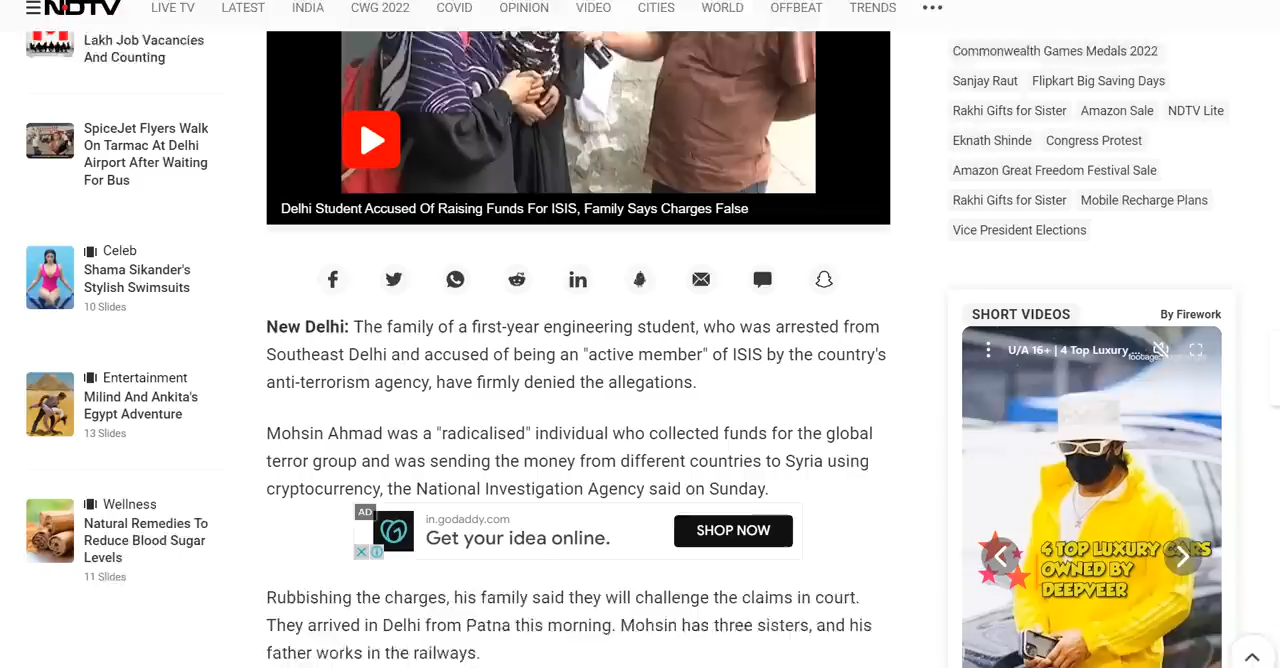 NDTV
LIVE TV LATEST INDIA CWG 2022 COVID OPINION VIDEO CITIES WORLD OFFBEAT TRENDS
Lakh Job Vacancies
And Counting
SpiceJet Flyers Walk
On Tarmac At Delhi
Airport After Waiting
For Bus
Celeb
Shama Sikander's
Stylish Swimsuits
10 Slides
Entertainment
Milind And Ankita's
Egypt Adventure
13 Slides
Wellness
Natural Remedies To
Reduce Blood Sugar
Levels
11 Slides
Delhi Student Accused Of Raising Funds For ISIS, Family Says Charges False
New Delhi: The family of a first-year engineering student, who was arrested from
Southeast Delhi and accused of being an "active member" of ISIS by the country's
anti-terrorism agency, have firmly denied the allegations.
Mohsin Ahmad was a "radicalised" individual who collected funds for the global
terror group and was sending the money from different countries to Syria using
cryptocurrency, the National Investigation Agency said on Sunday.
AD
in.godaddy.com
Get your idea online.
SHOP NOW
Rubbishing the charges, his family said they will challenge the claims in court.
They arrived in Delhi from Patna this morning. Mohsin has three sisters, and his
father works in the railways.
Commonwealth Games Medals 2022
Sanjay Raut Flipkart Big Saving Days
Rakhi Gifts for Sister Amazon Sale NDTV Lite
Eknath Shinde Congress Protest
Amazon Great Freedom Festival Sale
Rakhi Gifts for Sister Mobile Recharge Plans
Vice President Elections
SHORT VIDEOS By Firework
U/A 16+ | 4 Top Luxury...
footage
4 TOP LUXURY CARS
OWNED BY
DEEPVEER